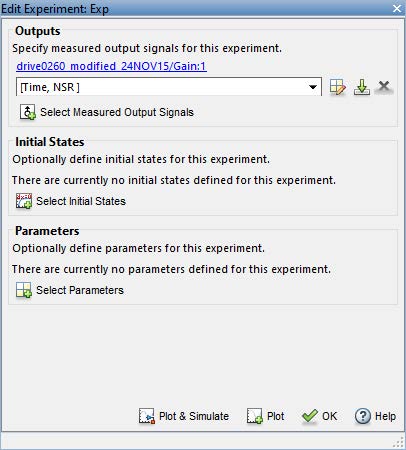 Edit Experiment: Exp
Outputs
Specify measured output signals for this experiment.
drive0260_modified_24NOV15/Gain:1
[Time, NSR ]
Select Measured Output Signals
Initial States
Optionally define initial states for this experiment.
There are currently no initial states defined for this experiment.
Select Initial States
Parameters
Optionally define parameters for this experiment.
There are currently no parameters defined for this experiment.
Select Parameters
Plot & Simulate Plot OK Help